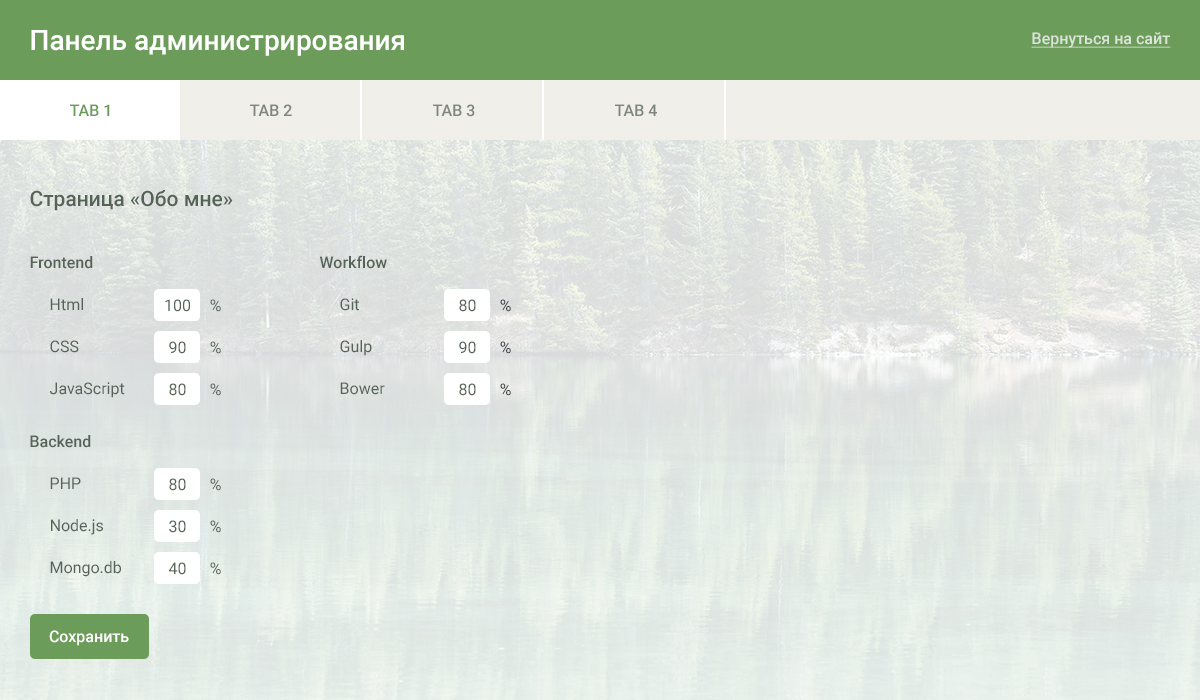 Панель администрирования
Вернуться на сайт
TAB 1
TAB 2
TAB 3
TAB 4
Страница «Обо мне»
Frontend
Html 100 %
CSS 90 %
JavaScript 80 %
Workflow
Git 80 %
Gulp 90 %
Bower 80 %
Backend
PHP 80 %
Node.js 30 %
Mongo.db 40 %
Сохранить